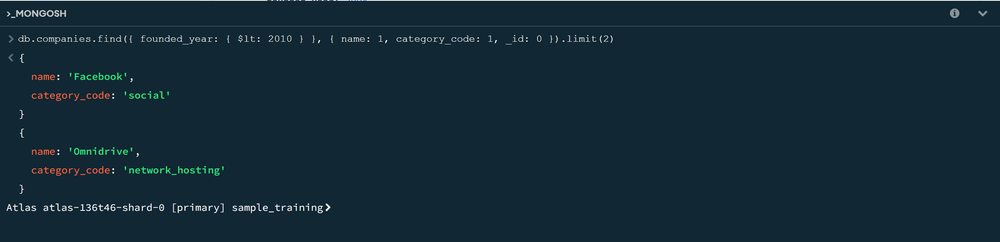 >_MONGOSH
> db.companies.find({ founded_year: { $lt: 2010 } }, { name: 1, category_code: 1, _id: 0 }).limit(2)
< {
name: 'Facebook',
category_code: 'social'
}
{
name: 'Omnidrive',
category_code: 'network_hosting'
}
Atlas atlas-136t46-shard-0 [primary] sample_training>